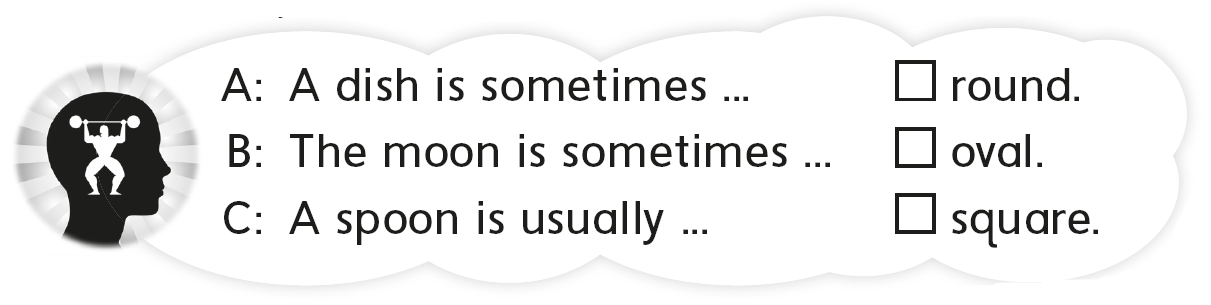 A: A dish is sometimes ... □ round.
B: The moon is sometimes ... □ oval.
C: A spoon is usually ... □ square.